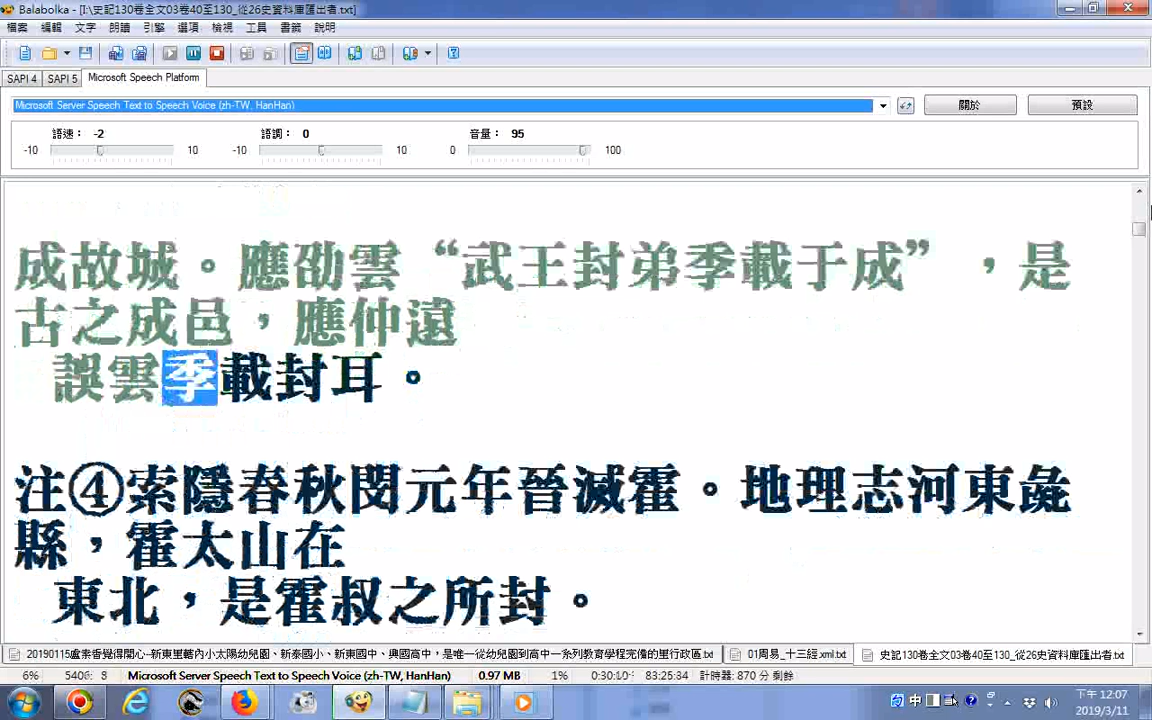 Balabolka - [I:\史記130卷全文03卷40至130_從26史資料庫匯出者.txt]
檔案 編輯 文字 朗讀 引擎 選項 檢視 工具 書籤 說明
SAPI 4 SAPI 5 Microsoft Speech Platform
Microsoft Server Speech Text to Speech Voice (zh-TW, HanHan) 關於 預設
語速： -2 語調： 0 音量： 95
-10 10 -10 10 0 100
成故城。應劭雲“武王封弟季載于成”，是
古之成邑，應仲遠
誤雲季載封耳。
注④索隱春秋閔元年晉滅霍。地理志河東彘
縣，霍太山在
東北，是霍叔之所封。
20190115盧素香覺得開心--新東里轄內小太陽幼兒園、新泰國小、新東國中、興國高中，是唯一從幼兒園到高中一系列教育學程完備的里行政區.txt 01周易_十三經.xml.txt 史記130卷全文03卷40至130_從26史資料庫匯出者.txt
6% Microsoft Server Speech Text to Speech Voice (zh-TW, HanHan) 0.97 MB 1% 83:25:34 計時器: 870 分 剩餘
中 下午 12:07
2019/3/11